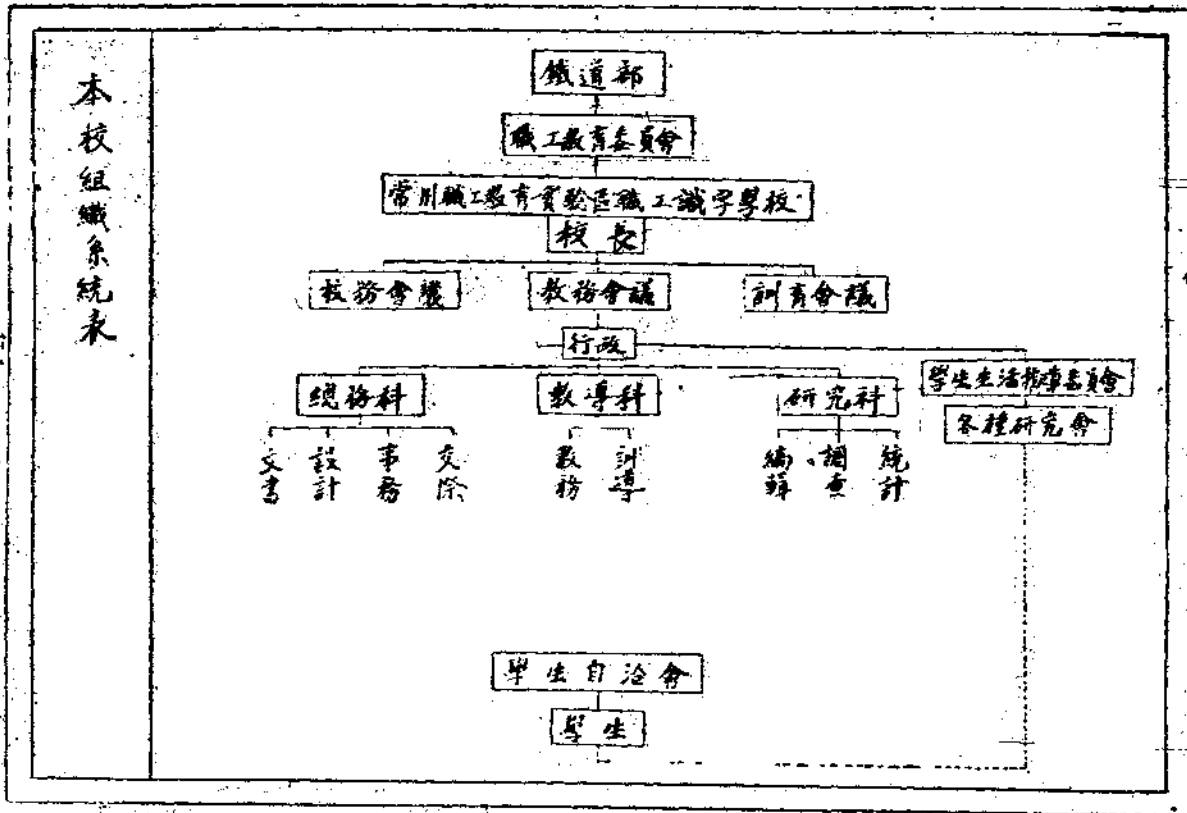 本校組織系統表
鐵道部
職工教育委員會
常州職工教育實驗區職工識字學校
校長
校務會議
教務會議
訓育會議
行政
學生生活指導委員會
總務科
教導科
研究科
各種研究會
文書
設計
事務
交際
教務
訓導
編輯
調查
統計
學生自治會
學生